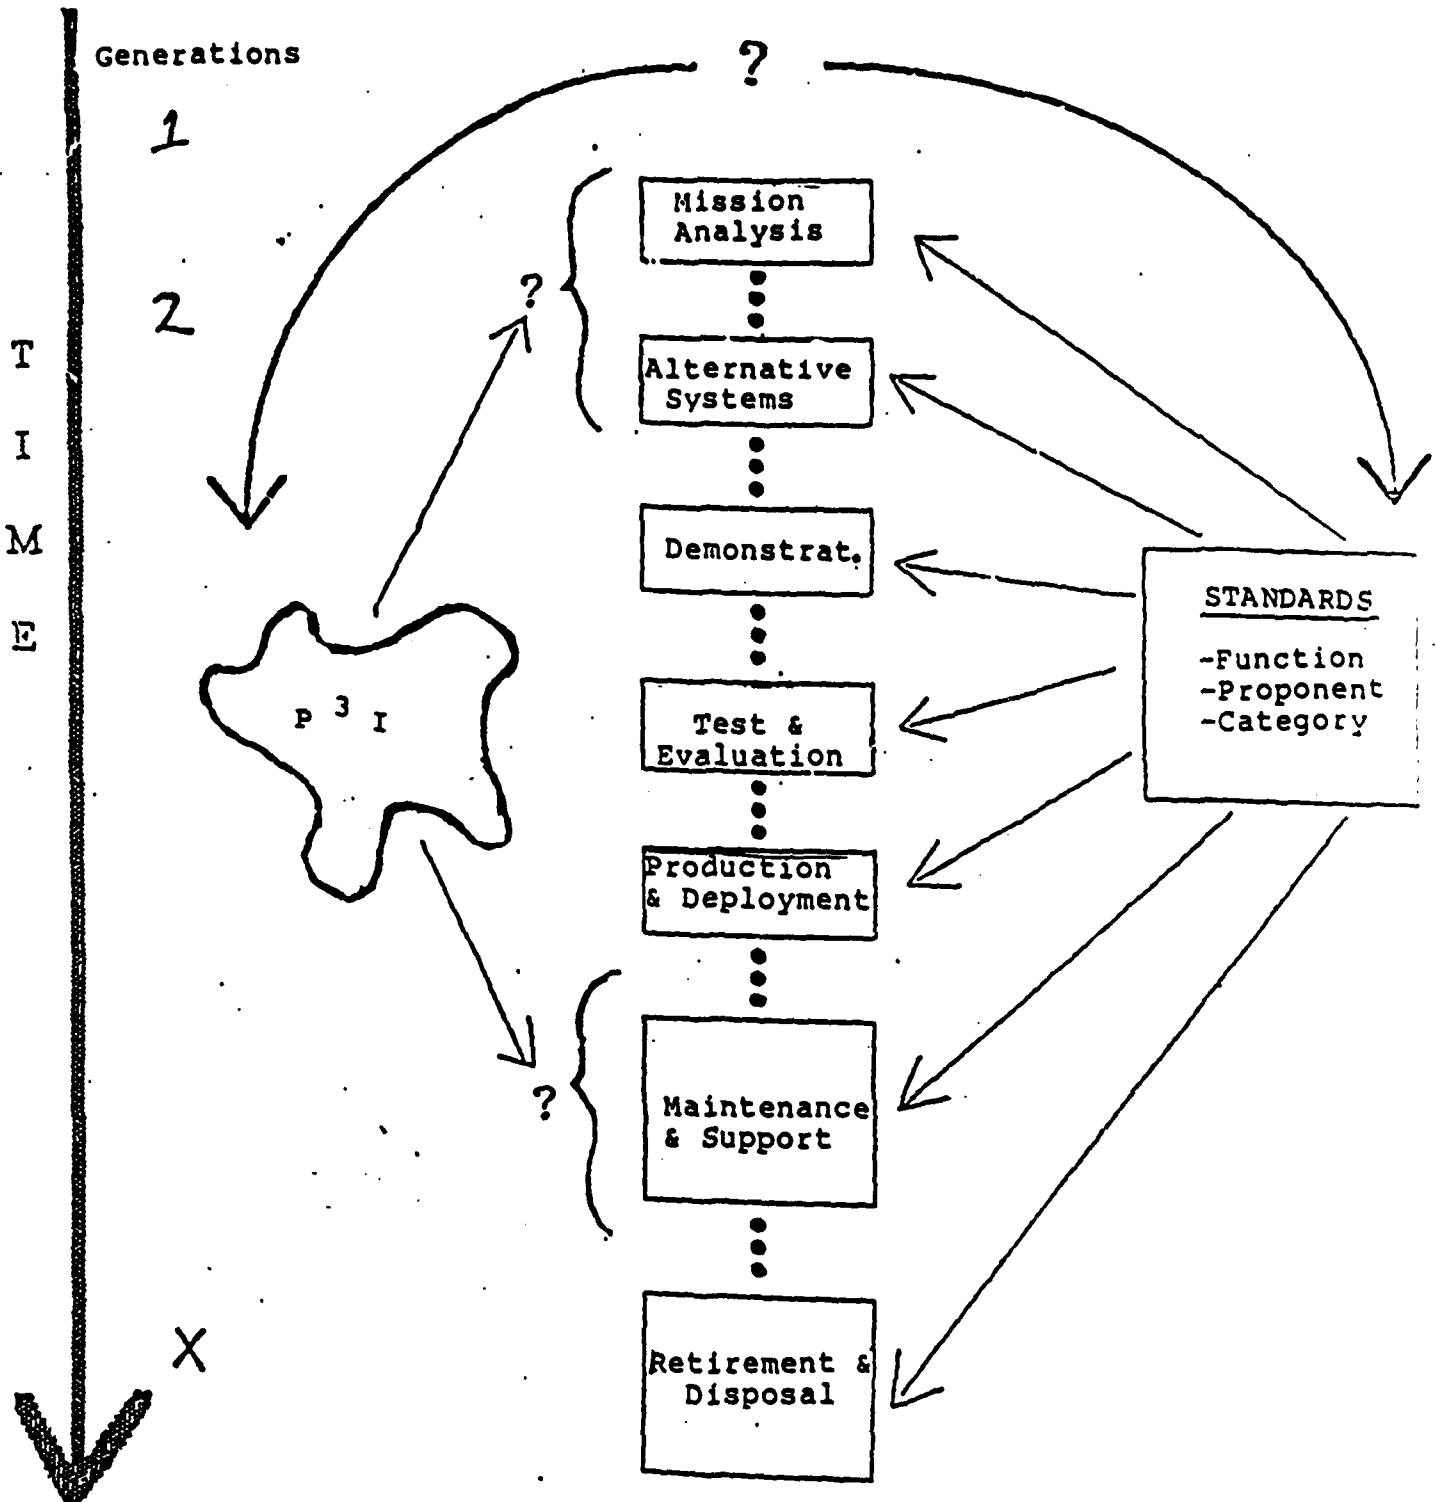 Generations
1
2
T
I
M
E
X
?
Mission
Analysis
?
Alternative
Systems
Demonstrat.
Test &
Evaluation
Production
& Deployment
?
Maintenance
& Support
Retirement &
Disposal
P 3 I
STANDARDS
-Function
-Proponent
-Category